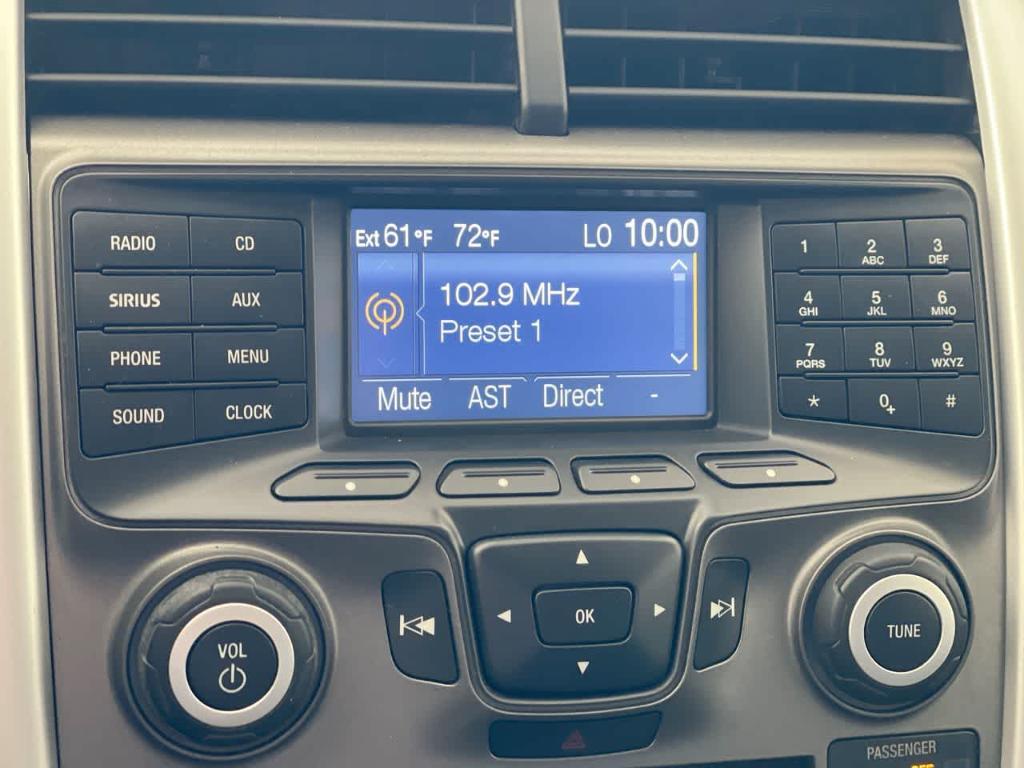 RADIO
CD
SIRIUS
AUX
PHONE
MENU
SOUND
CLOCK
Ext 61°F 72°F LO 10:00
102.9 MHz
Preset 1
Mute AST Direct -
1
2
ABC
3
DEF
4
GHI
5
JKL
6
MNO
7
PQRS
8
TUV
9
WXYZ
*
0+
#
VOL
OK
TUNE
PASSENGER
OFF